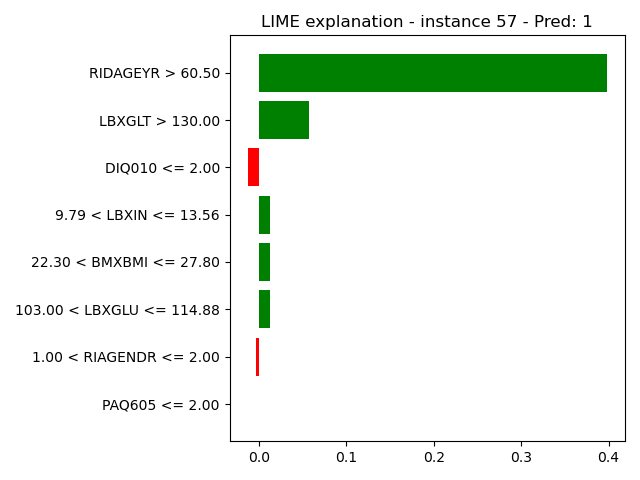 LIME explanation - instance 57 - Pred: 1
RIDAGEYR > 60.50
LBXGLT > 130.00
DIQ010 <= 2.00
9.79 < LBXIN <= 13.56
22.30 < BMXBMI <= 27.80
103.00 < LBXGLU <= 114.88
1.00 < RIAGENDR <= 2.00
PAQ605 <= 2.00
0.0 0.1 0.2 0.3 0.4